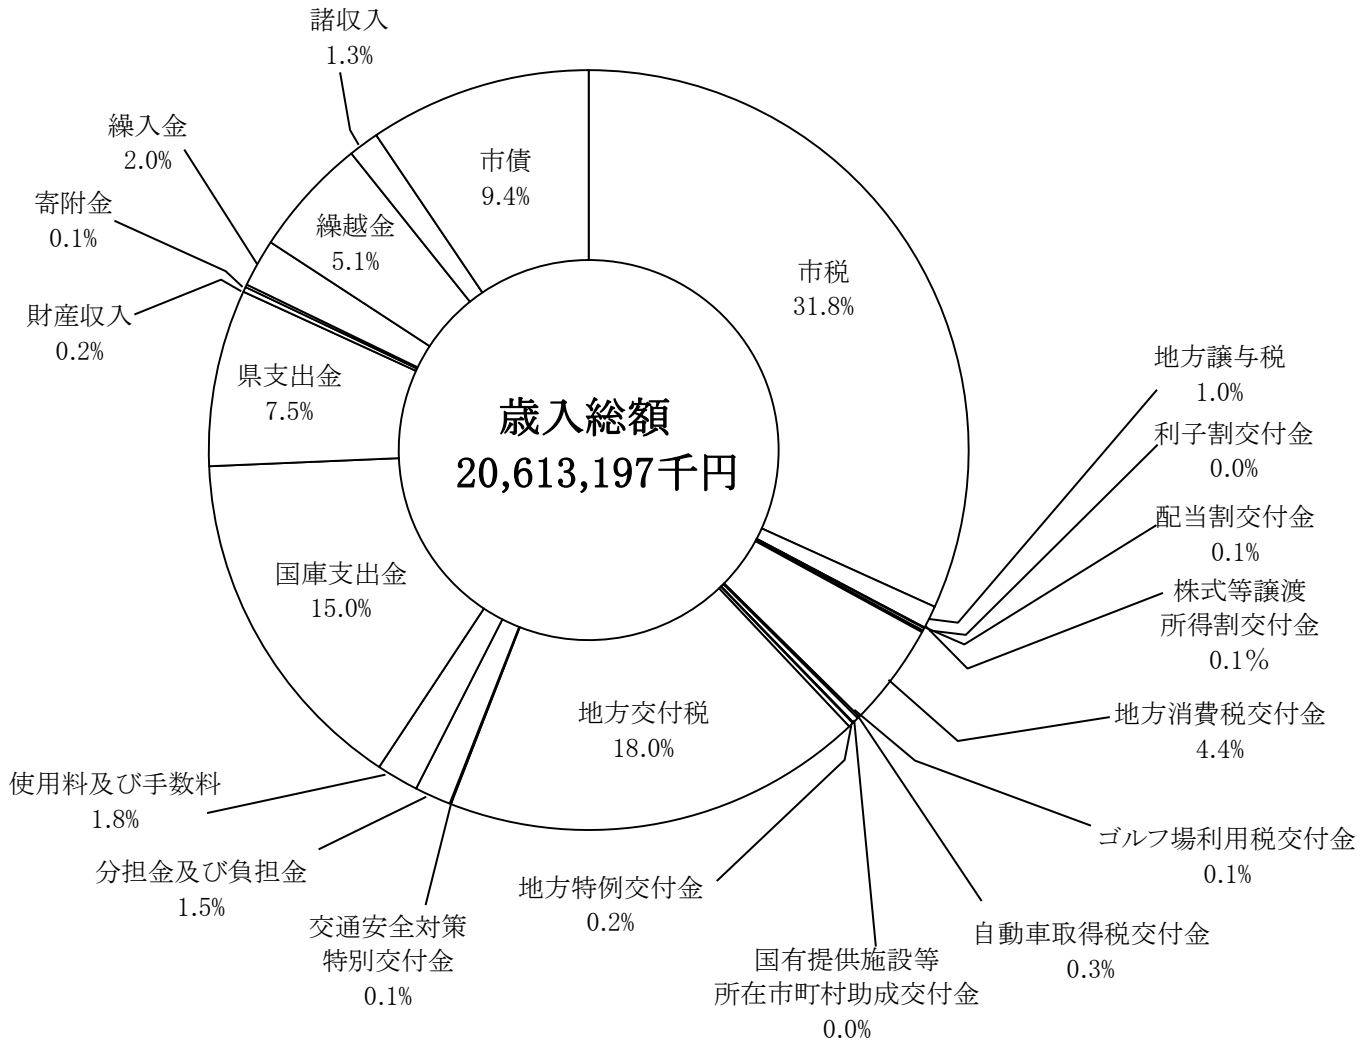 諸収入
1.3%
市債
9.4%
繰入金
2.0%
繰越金
5.1%
寄附金
0.1%
財産収入
0.2%
県支出金
7.5%
市税
31.8%
地方譲与税
1.0%
利子割交付金
0.0%
配当割交付金
0.1%
株式等譲渡
所得割交付金
0.1%
歳入総額
20,613,197千円
国庫支出金
15.0%
地方交付税
18.0%
地方消費税交付金
4.4%
使用料及び手数料
1.8%
分担金及び負担金
1.5%
交通安全対策
特別交付金
0.1%
地方特例交付金
0.2%
国有提供施設等
所在市町村助成交付金
0.0%
自動車取得税交付金
0.3%
ゴルフ場利用税交付金
0.1%